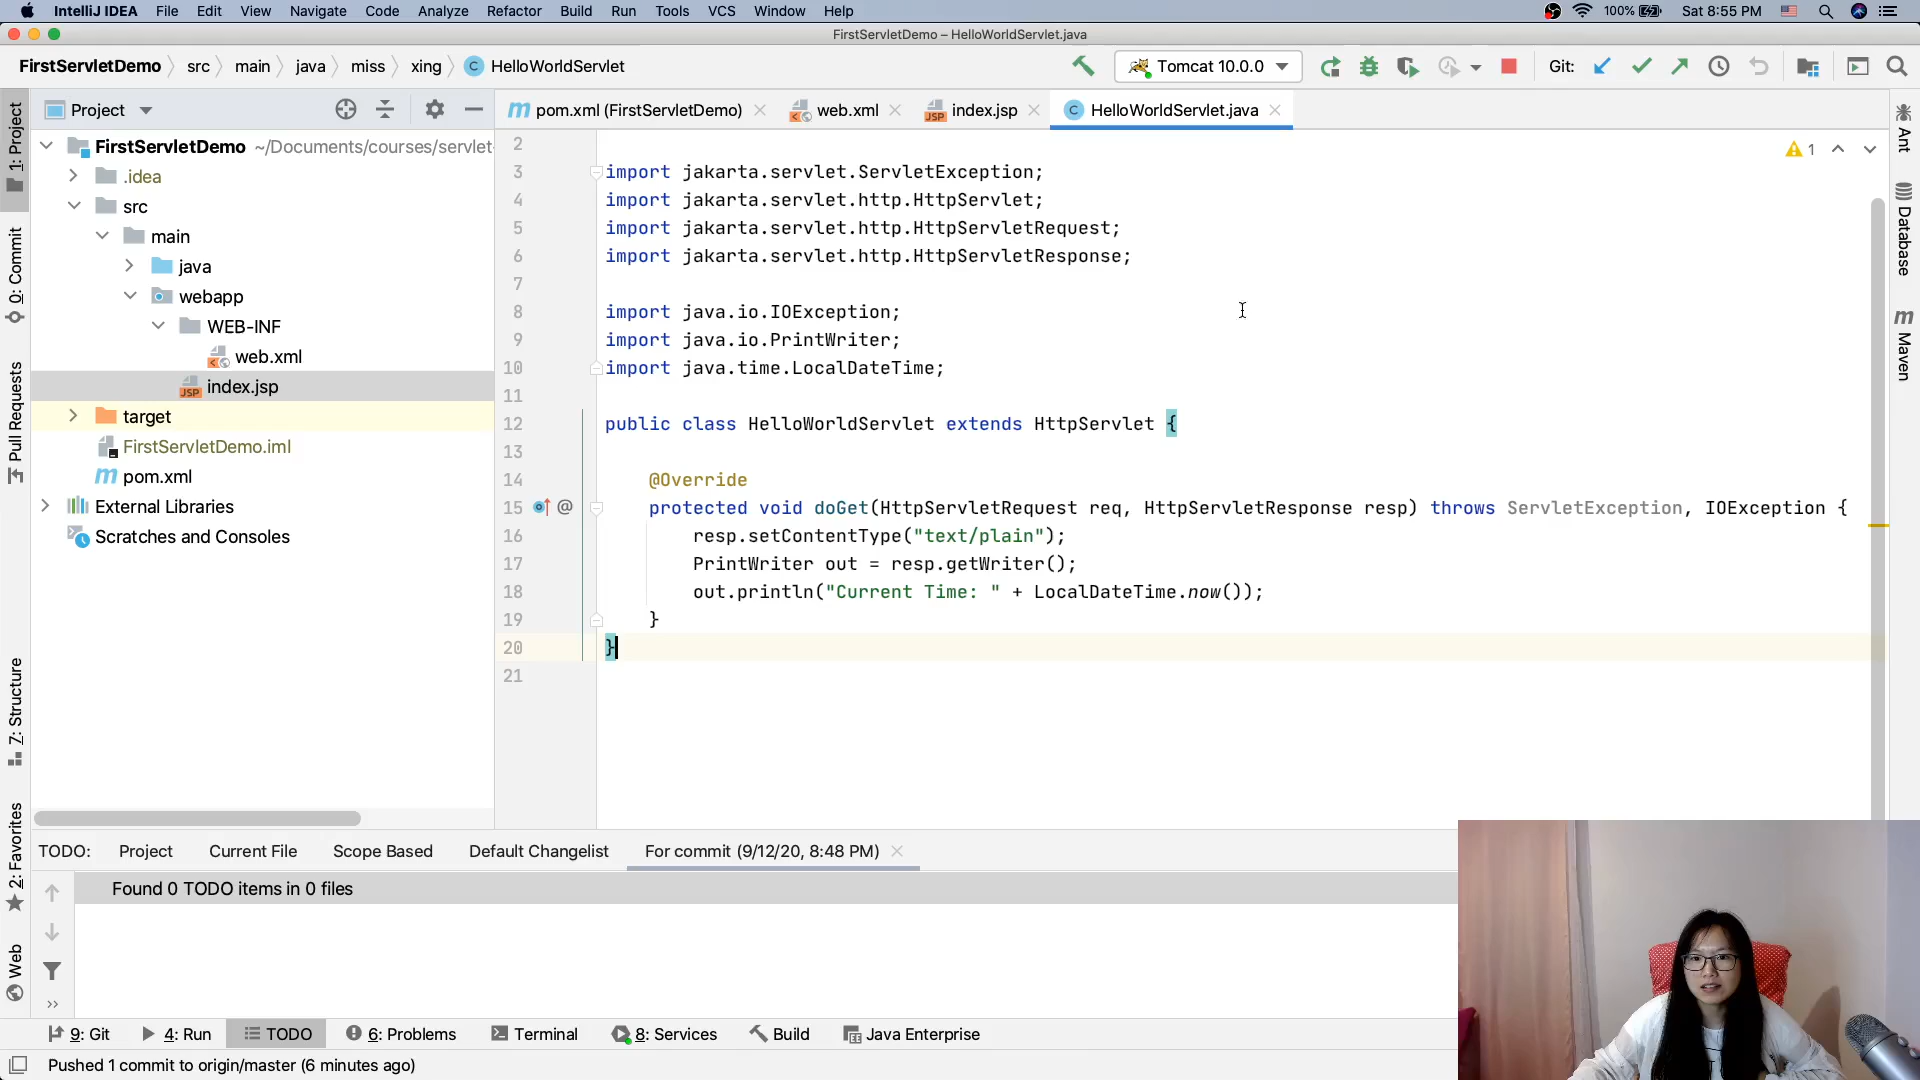 IntelliJ IDEA File Edit View Navigate Code Analyze Refactor Build Run Tools VCS Window Help 100% Sat 8:55 PM
FirstServletDemo – HelloWorldServlet.java
FirstServletDemo src main java miss xing C HelloWorldServlet Tomcat 10.0.0 Git:
Project
m pom.xml (FirstServletDemo) web.xml JSP index.jsp C HelloWorldServlet.java
1: Project
0: Commit
Pull Requests
7: Structure
2: Favorites
Web
FirstServletDemo ~/Documents/courses/servlet
.idea
src
main
java
webapp
WEB-INF
web.xml
JSP index.jsp
target
FirstServletDemo.iml
m pom.xml
External Libraries
Scratches and Consoles
1
2
3 import jakarta.servlet.ServletException;
4 import jakarta.servlet.http.HttpServlet;
5 import jakarta.servlet.http.HttpServletRequest;
6 import jakarta.servlet.http.HttpServletResponse;
7
8 import java.io.IOException;
9 import java.io.PrintWriter;
10 import java.time.LocalDateTime;
11
12 public class HelloWorldServlet extends HttpServlet {
13
14 @Override
15 @ protected void doGet(HttpServletRequest req, HttpServletResponse resp) throws ServletException, IOException {
16 resp.setContentType("text/plain");
17 PrintWriter out = resp.getWriter();
18 out.println("Current Time: " + LocalDateTime.now());
19 }
20 }
21
Ant
Database
m Maven
TODO: Project Current File Scope Based Default Changelist For commit (9/12/20, 8:48 PM)
Found 0 TODO items in 0 files
9: Git 4: Run TODO 6: Problems Terminal 8: Services Build Java Enterprise
Pushed 1 commit to origin/master (6 minutes ago)